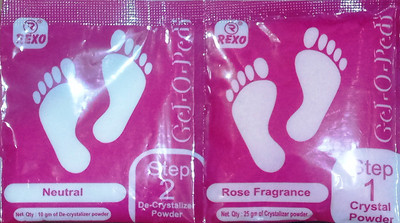 REXO
Gel-O-Pedi
Neutral
Step
2
De-Crystalizer
Powder
Net. Qty : 10 gm of De-crystalizer powder
REXO
Gel-O-Pedi
Rose Fragrance
Step
1
Crystal
Powder
Net. Qty : 25 gm of Crystalizer powder